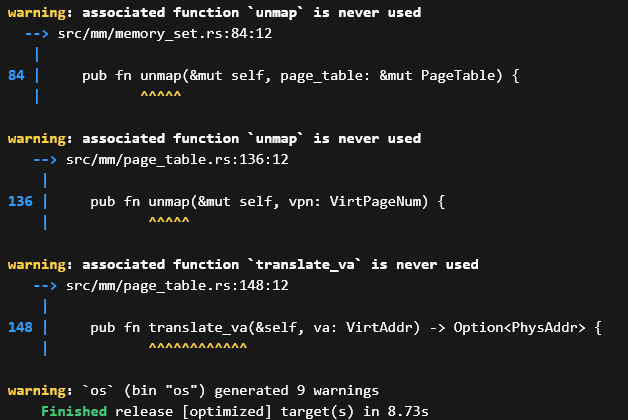 warning: associated function `unmap` is never used
--> src/mm/memory_set.rs:84:12
|
84 | pub fn unmap(&mut self, page_table: &mut PageTable) {
| ^^^^^
warning: associated function `unmap` is never used
--> src/mm/page_table.rs:136:12
|
136 | pub fn unmap(&mut self, vpn: VirtPageNum) {
| ^^^^^
warning: associated function `translate_va` is never used
--> src/mm/page_table.rs:148:12
|
148 | pub fn translate_va(&self, va: VirtAddr) -> Option<PhysAddr> {
| ^^^^^^^^^^^^
warning: `os` (bin "os") generated 9 warnings
Finished release [optimized] target(s) in 8.73s